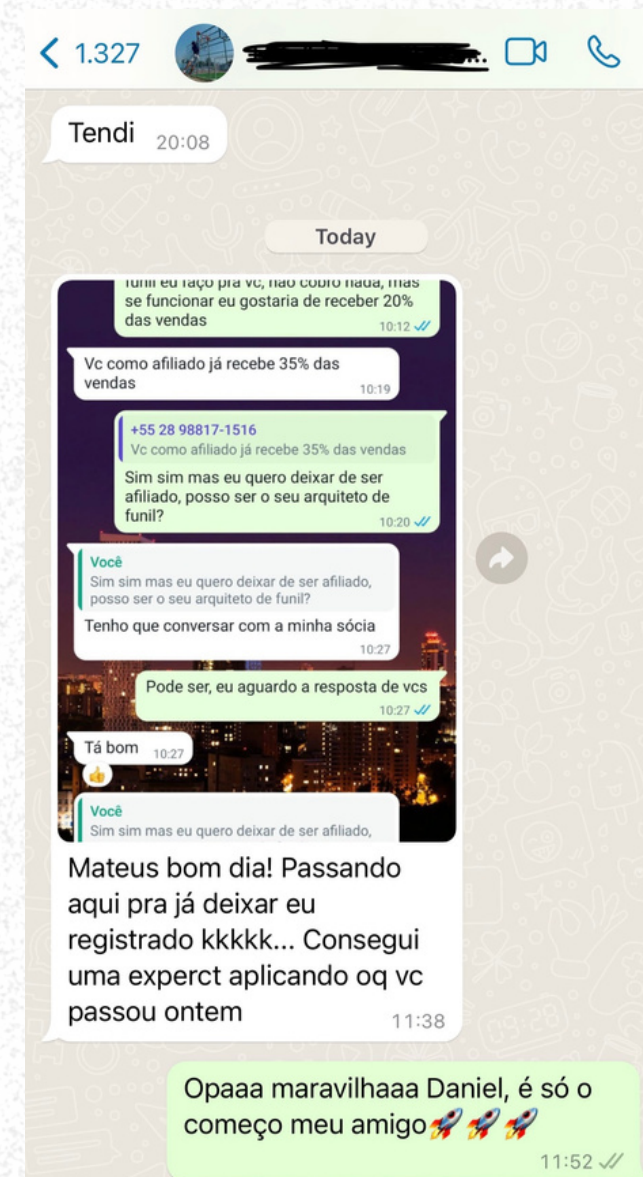 1.327
Tendi 20:08
Today
funil eu faço pra vc, não cobro nada, mas
se funcionar eu gostaria de receber 20%
das vendas
10:12
Vc como afiliado já recebe 35% das
vendas
10:19
+55 28 98817-1516
Vc como afiliado já recebe 35% das vendas
Sim sim mas eu quero deixar de ser
afiliado, posso ser o seu arquiteto de
funil?
10:20
Você
Sim sim mas eu quero deixar de ser afiliado,
posso ser o seu arquiteto de funil?
Tenho que conversar com a minha sócia
10:27
Pode ser, eu aguardo a resposta de vcs
10:27
Tá bom 10:27
Você
Sim sim mas eu quero deixar de ser afiliado,
Mateus bom dia! Passando
aqui pra já deixar eu
registrado kkkkk... Consegui
uma experct aplicando oq vc
passou ontem
11:38
Opaaa maravilhaaa Daniel, é só o
começo meu amigo🚀🚀🚀
11:52